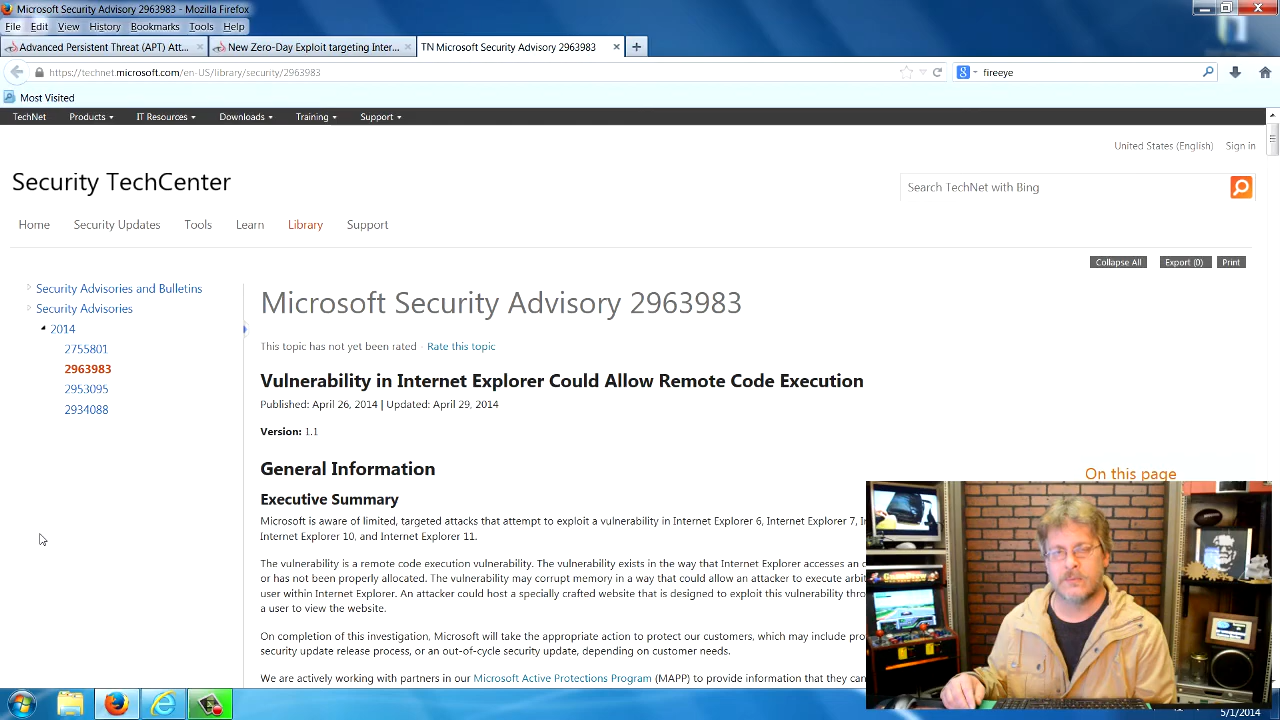 Microsoft Security Advisory 2963983 - Mozilla Firefox
File Edit View History Bookmarks Tools Help
Advanced Persistent Threat (APT) Att...
New Zero-Day Exploit targeting Inter...
TN Microsoft Security Advisory 2963983
https://technet.microsoft.com/en-US/library/security/2963983
fireeye
Most Visited
TechNet Products IT Resources Downloads Training Support
United States (English) Sign in
Security TechCenter
Search TechNet with Bing
Home Security Updates Tools Learn Library Support
Collapse All Export (0) Print
Security Advisories and Bulletins
Security Advisories
2014
2755801
2963983
2953095
2934088
Microsoft Security Advisory 2963983
This topic has not yet been rated - Rate this topic
Vulnerability in Internet Explorer Could Allow Remote Code Execution
Published: April 26, 2014 | Updated: April 29, 2014
Version: 1.1
General Information
On this page
Executive Summary
Microsoft is aware of limited, targeted attacks that attempt to exploit a vulnerability in Internet Explorer 6, Internet Explorer 7,
Internet Explorer 10, and Internet Explorer 11.
The vulnerability is a remote code execution vulnerability. The vulnerability exists in the way that Internet Explorer accesses an
or has not been properly allocated. The vulnerability may corrupt memory in a way that could allow an attacker to execute
user within Internet Explorer. An attacker could host a specially crafted website that is designed to exploit this vulnerability
a user to view the website.
On completion of this investigation, Microsoft will take the appropriate action to protect our customers, which may include
security update release process, or an out-of-cycle security update, depending on customer needs.
We are actively working with partners in our Microsoft Active Protections Program (MAPP) to provide information that they can
5/1/2014